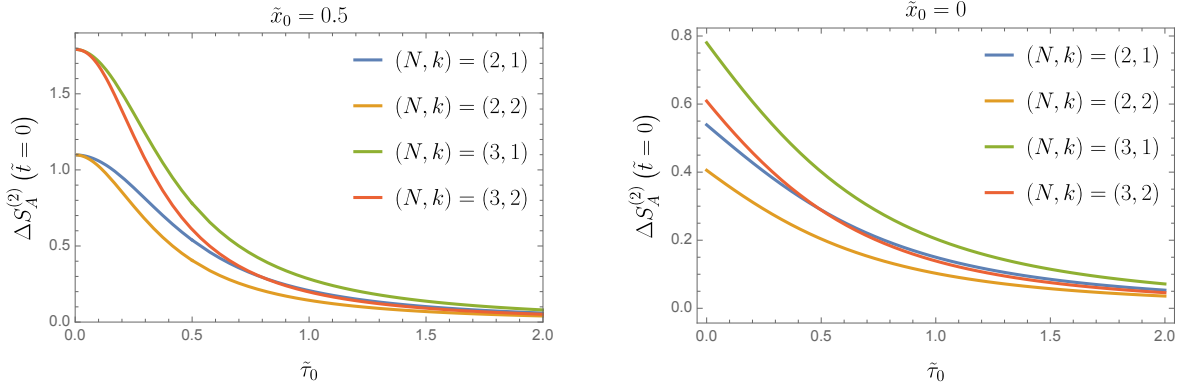 x̃₀ = 0.5
ΔS_A^(2) (t̃ = 0)
1.5
1.0
0.5
0.0
(N, k) = (2, 1)
(N, k) = (2, 2)
(N, k) = (3, 1)
(N, k) = (3, 2)
0.0 0.5 1.0 1.5 2.0
τ̃₀
x̃₀ = 0
ΔS_A^(2) (t̃ = 0)
0.8
0.6
0.4
0.2
0.0
(N, k) = (2, 1)
(N, k) = (2, 2)
(N, k) = (3, 1)
(N, k) = (3, 2)
0.0 0.5 1.0 1.5 2.0
τ̃₀